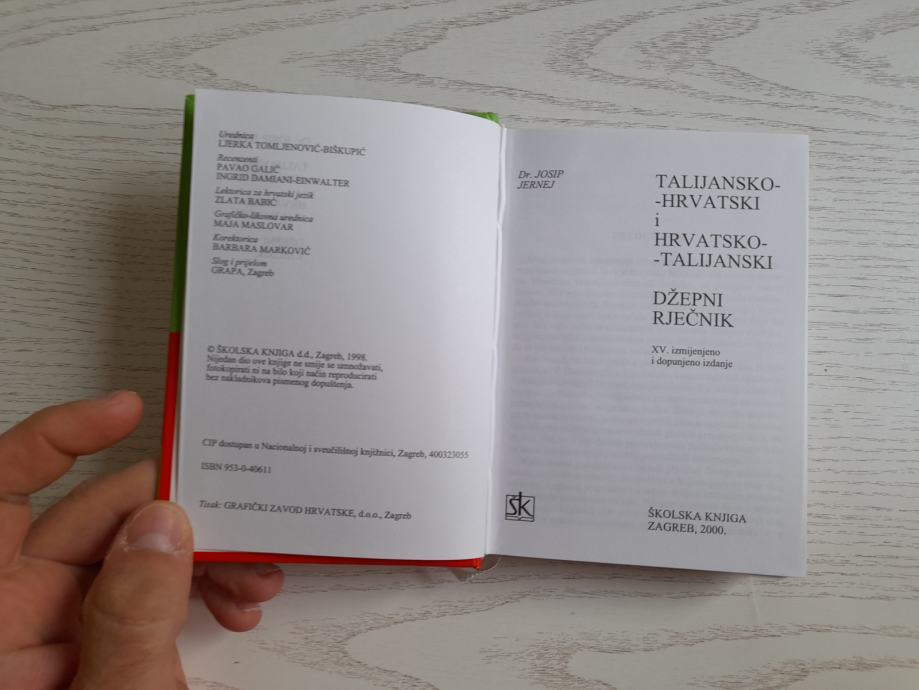 Urednica
LJERKA TOMLJENOVIĆ-BIŠKUPIĆ
Recenzenti
PAVAO GALIĆ
INGRID DAMIANI-EINWALTER
Lektorica za hrvatski jezik
ZLATA BABIĆ
Grafičko-likovna urednica
MAJA MASLOVAR
Korektorica
BARBARA MARKOVIĆ
Slog i prijelom
GRAPA, Zagreb
© ŠKOLSKA KNJIGA d.d., Zagreb, 1998.
Nijedan dio ove knjige ne smije se umnožavati,
fotokopirati ni na bilo koji način reproducirati
bez nakladnikova pismenog dopuštenja.
CIP dostupan u Nacionalnoj i sveučilišnoj knjižnici, Zagreb, 400323055
ISBN 953-0-40611
Tisak: GRAFIČKI ZAVOD HRVATSKE, d.o.o., Zagreb
Dr. JOSIP
JERNEJ
TALIJANSKO-
-HRVATSKI
i
HRVATSKO-
-TALIJANSKI
DŽEPNI
RJEČNIK
XV. izmijenjeno
i dopunjeno izdanje
sk
ŠKOLSKA KNJIGA
ZAGREB, 2000.